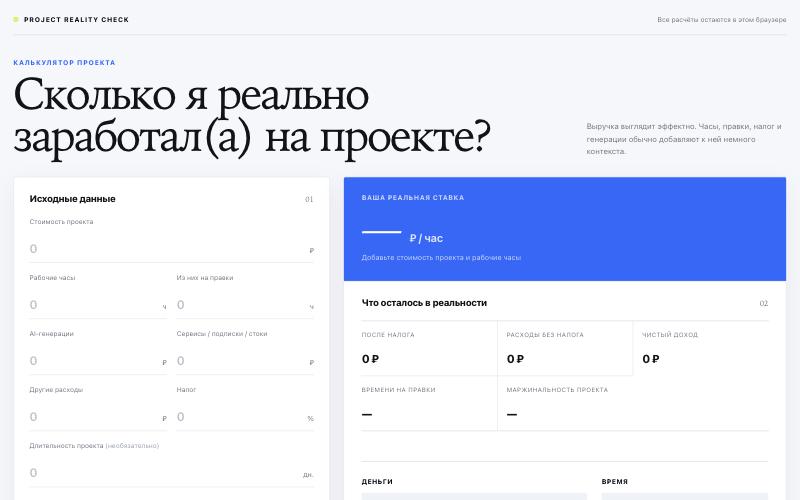 PROJECT REALITY CHECK
Все расчёты остаются в этом браузере
КАЛЬКУЛЯТОР ПРОЕКТА
Сколько я реально
заработал(а) на проекте?
Выручка выглядит эффектно. Часы, правки, налог и
генерации обычно добавляют к ней немного
контекста.
Исходные данные
01
Стоимость проекта
0
₽
Рабочие часы
Из них на правки
0
ч
0
ч
AI-генерации
Сервисы / подписки / стоки
0
₽
0
₽
Другие расходы
Налог
0
₽
0
%
Длительность проекта (необязательно)
0
дн.
ВАША РЕАЛЬНАЯ СТАВКА
— ₽ / час
Добавьте стоимость проекта и рабочие часы
Что осталось в реальности
02
ПОСЛЕ НАЛОГА
РАСХОДЫ БЕЗ НАЛОГА
ЧИСТЫЙ ДОХОД
0 ₽
0 ₽
0 ₽
ВРЕМЕНИ НА ПРАВКИ
МАРЖИНАЛЬНОСТЬ ПРОЕКТА
—
—
ДЕНЬГИ
ВРЕМЯ